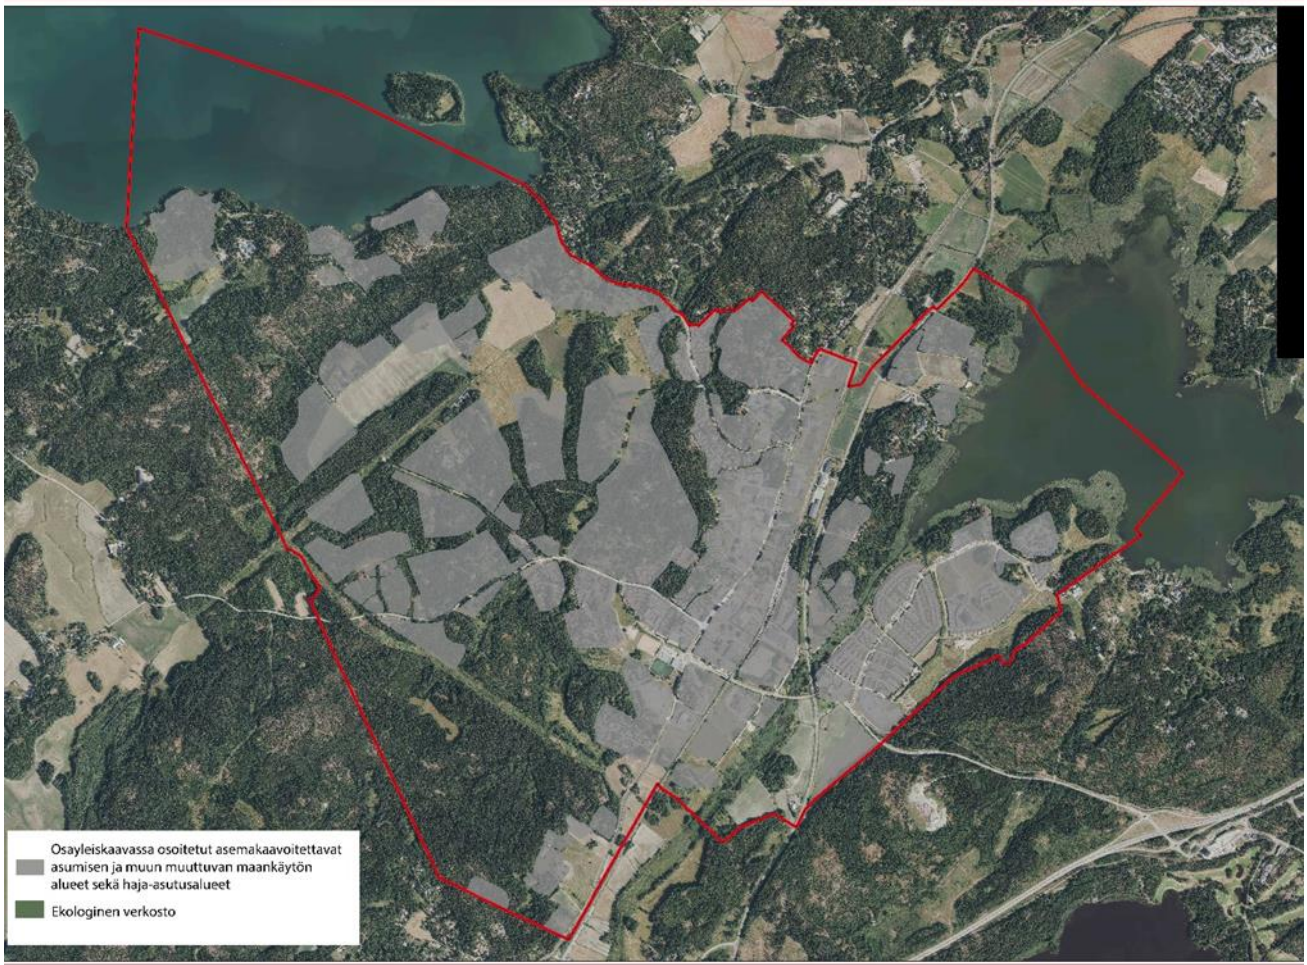 Osayleiskaavassa osoitetut asemakaavoitettavat
asumisen ja muun muuttuvan maankäytön
alueet sekä haja-asutusalueet
Ekologinen verkosto